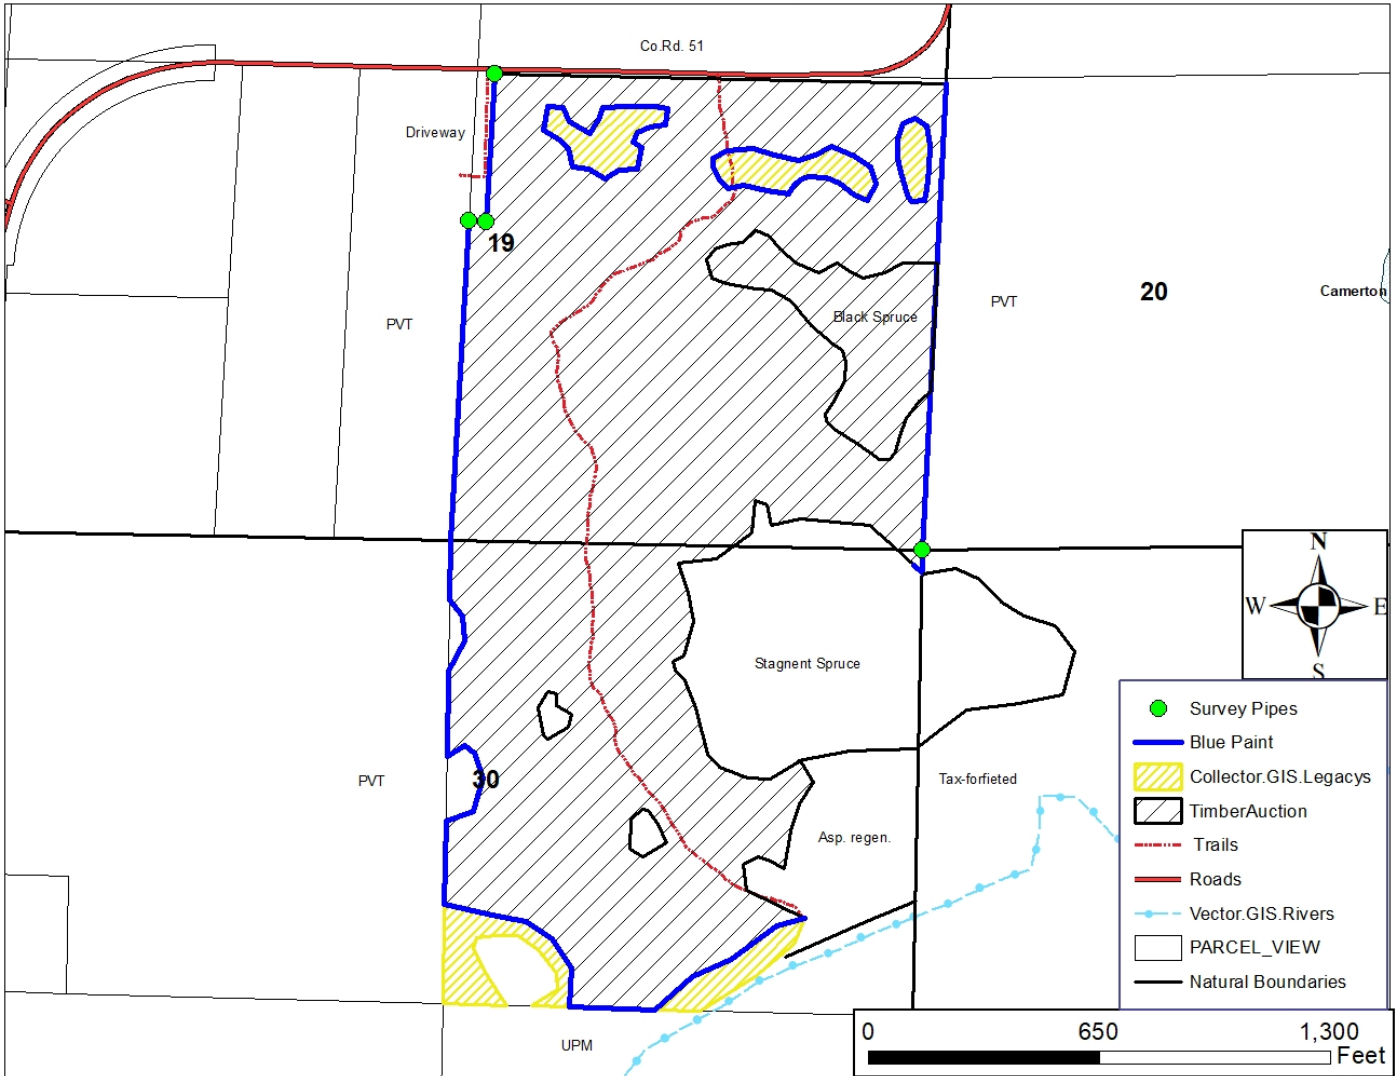 Co.Rd. 51
Driveway
19
PVT
Black Spruce
PVT
20
Camerton
N
W
E
S
Stagnent Spruce
PVT
30
Tax-forfieted
Asp. regen.
UPM
Survey Pipes
Blue Paint
Collector.GIS.Legacys
TimberAuction
Trails
Roads
Vector.GIS.Rivers
PARCEL_VIEW
Natural Boundaries
0 650 1,300
Feet